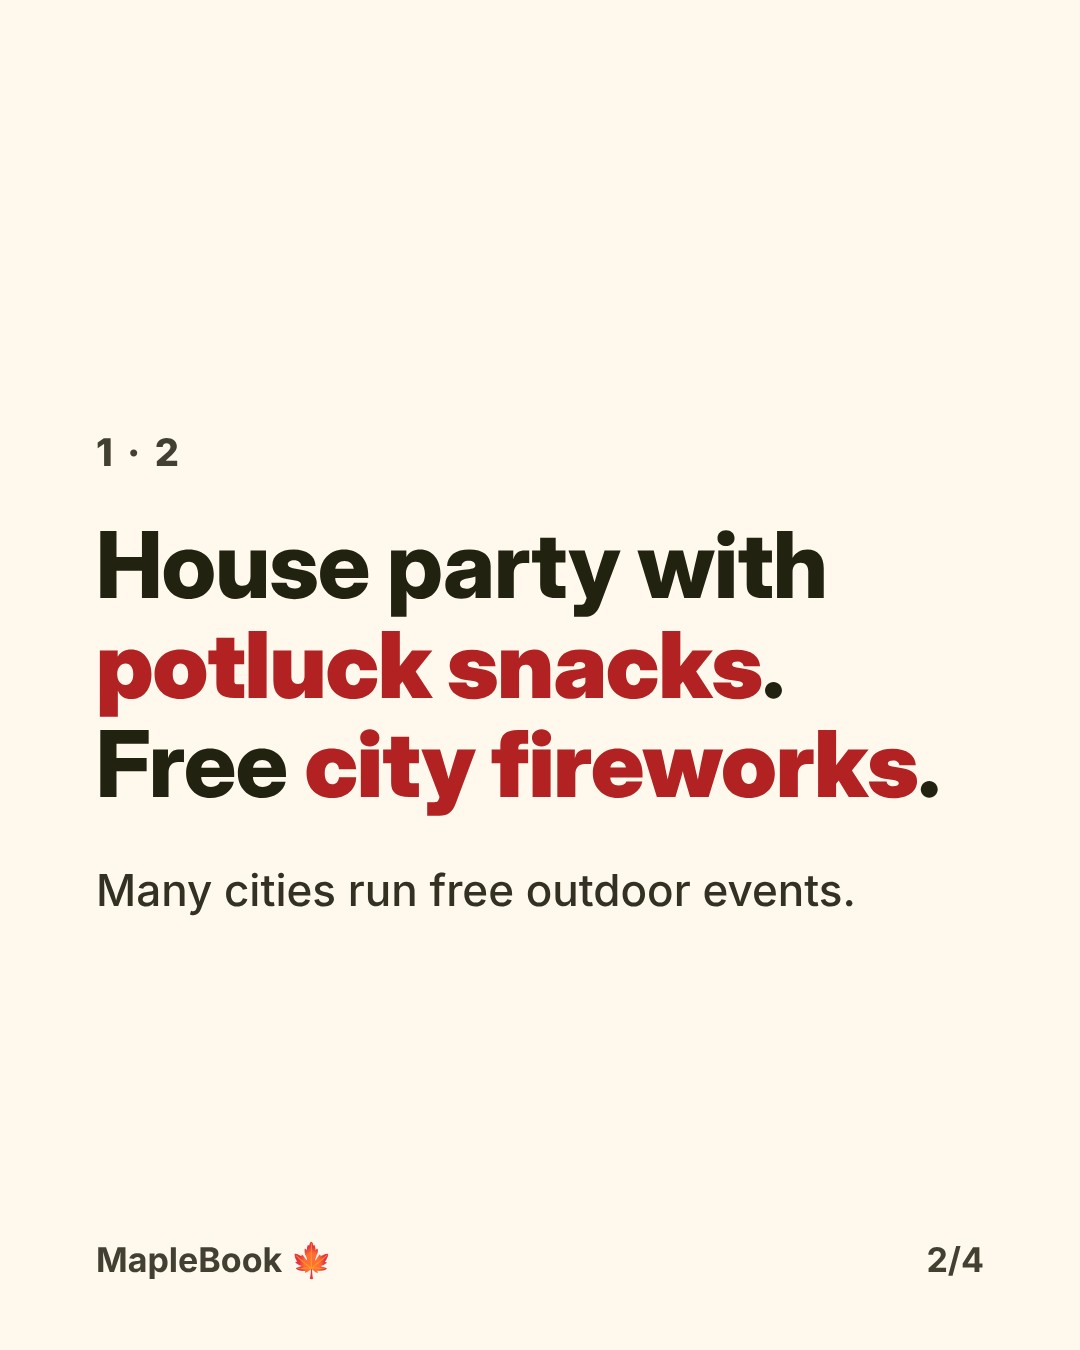 1 · 2
House party with
potluck snacks.
Free city fireworks.
Many cities run free outdoor events.
MapleBook 🍁
2/4